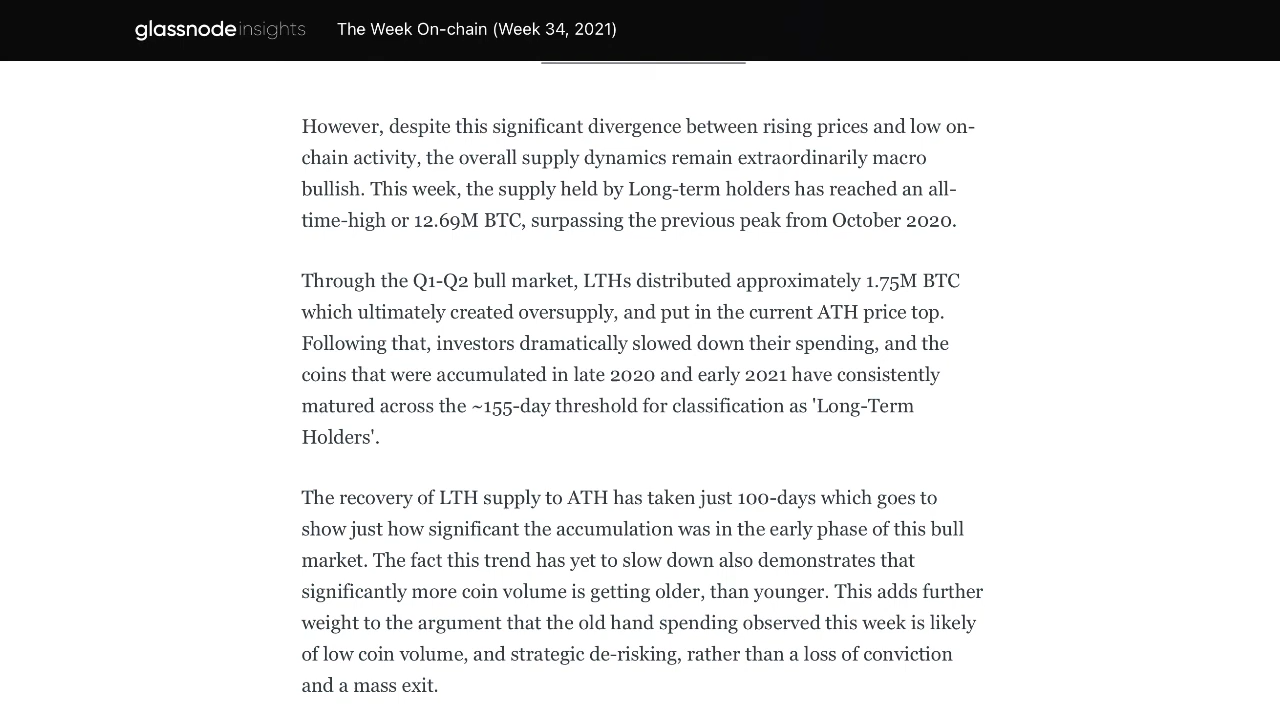 glassnode insights The Week On-chain (Week 34, 2021)
However, despite this significant divergence between rising prices and low on-
chain activity, the overall supply dynamics remain extraordinarily macro
bullish. This week, the supply held by Long-term holders has reached an all-
time-high or 12.69M BTC, surpassing the previous peak from October 2020.
Through the Q1-Q2 bull market, LTHs distributed approximately 1.75M BTC
which ultimately created oversupply, and put in the current ATH price top.
Following that, investors dramatically slowed down their spending, and the
coins that were accumulated in late 2020 and early 2021 have consistently
matured across the ~155-day threshold for classification as 'Long-Term
Holders'.
The recovery of LTH supply to ATH has taken just 100-days which goes to
show just how significant the accumulation was in the early phase of this bull
market. The fact this trend has yet to slow down also demonstrates that
significantly more coin volume is getting older, than younger. This adds further
weight to the argument that the old hand spending observed this week is likely
of low coin volume, and strategic de-risking, rather than a loss of conviction
and a mass exit.